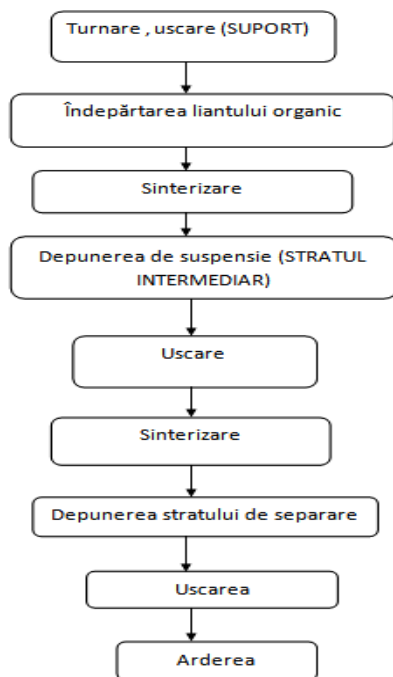 Turnare , uscare (SUPORT)
Îndepărtarea liantului organic
Sinterizare
Depunerea de suspensie (STRATUL
INTERMEDIAR)
Uscare
Sinterizare
Depunerea stratului de separare
Uscarea
Arderea